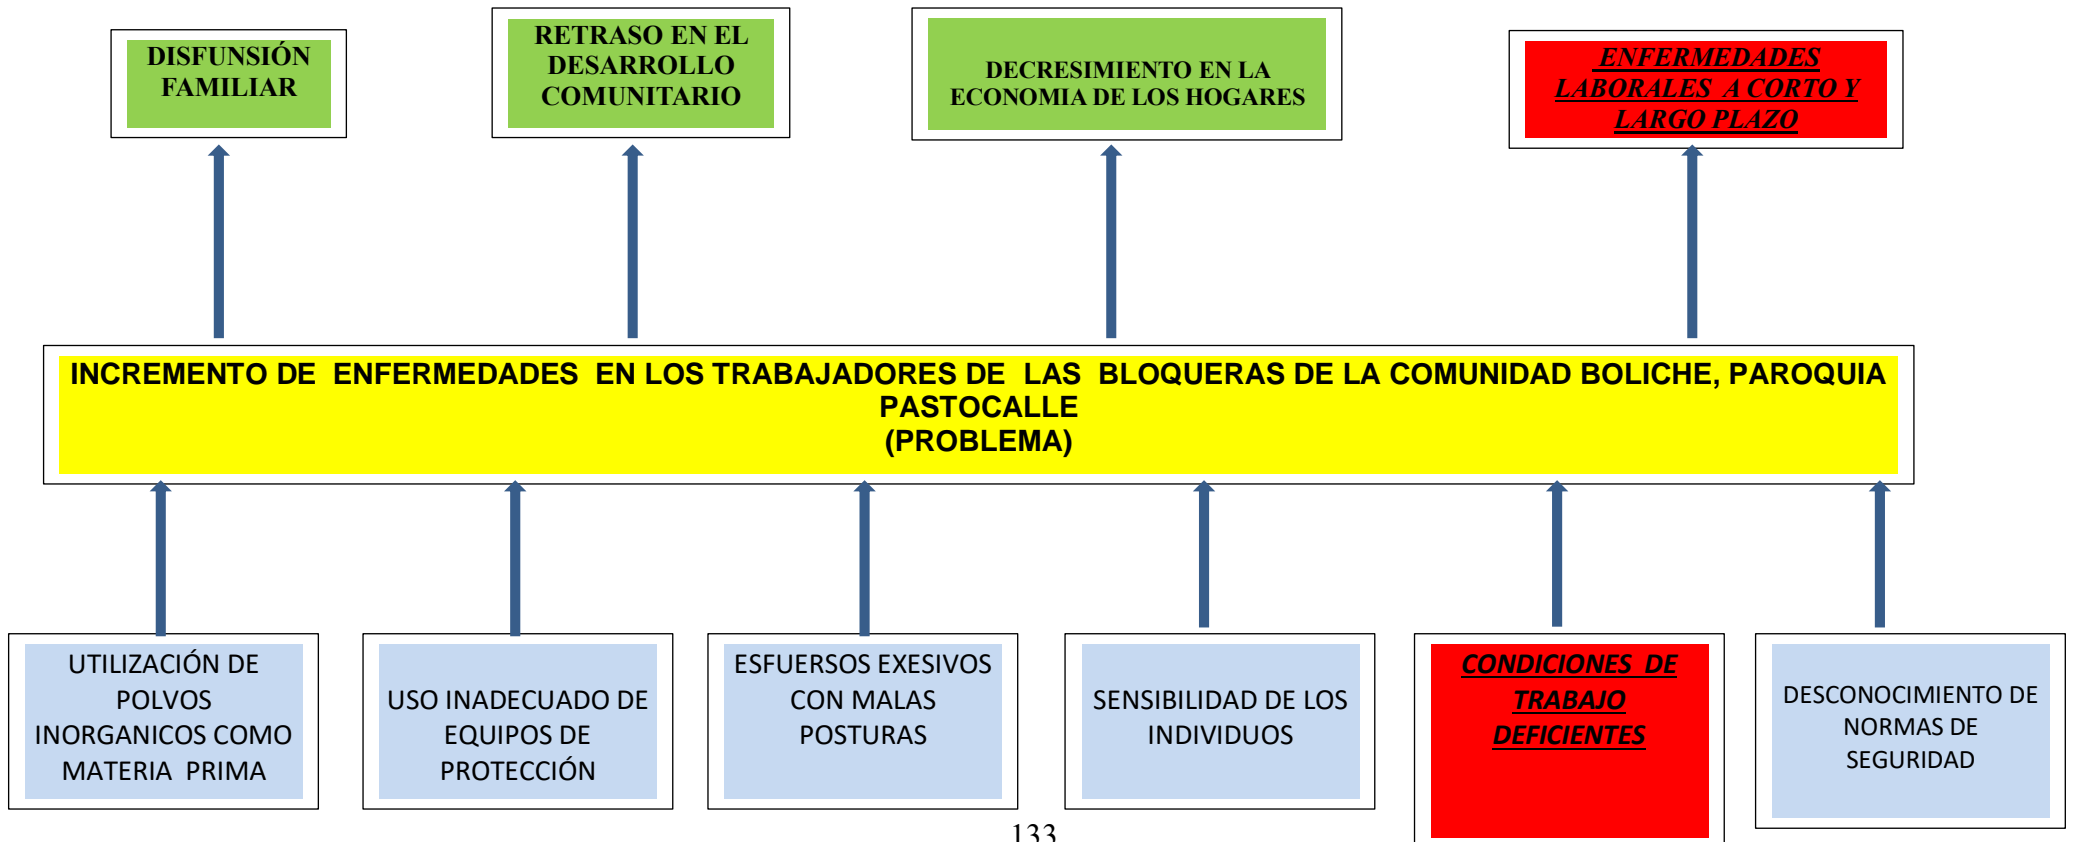 DISFUNSIÓN
FAMILIAR
RETRASO EN EL
DESARROLLO
COMUNITARIO
DECRESIMIENTO EN LA
ECONOMIA DE LOS HOGARES
ENFERMEDADES
LABORALES A CORTO Y
LARGO PLAZO
INCREMENTO DE ENFERMEDADES EN LOS TRABAJADORES DE LAS BLOQUERAS DE LA COMUNIDAD BOLICHE, PAROQUIA
PASTOCALLE
(PROBLEMA)
UTILIZACIÓN DE
POLVOS
INORGANICOS COMO
MATERIA PRIMA
USO INADECUADO DE
EQUIPOS DE
PROTECCIÓN
ESFUERSOS EXESIVOS
CON MALAS
POSTURAS
SENSIBILIDAD DE LOS
INDIVIDUOS
CONDICIONES DE
TRABAJO
DEFICIENTES
DESCONOCIMIENTO DE
NORMAS DE
SEGURIDAD
133